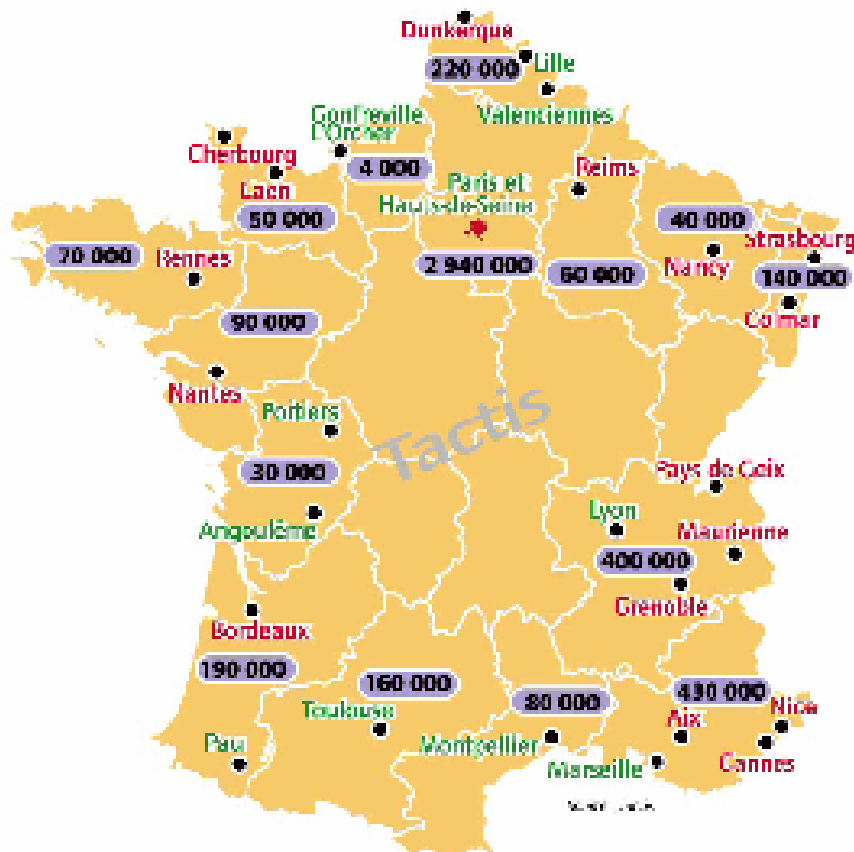 Dunkerque
Lille
220 000
Valenciennes
Gonfreville
L'Orcher
Cherbourg
4 000
Reims
Laen
Paris et
Hauts-de-Seine
50 000
40 000
Strasbourg
70 000
Rennes
2 940 000
60 000
Nancy
140 000
90 000
Colmar
Nantes
Poitiers
Tactis
30 000
Pays de Geix
Lyon
Angoulême
Maurienne
400 000
Grenoble
Bordeaux
190 000
160 000
430 000
80 000
Toulouse
Nice
Aix
Pau
Montpellier
Cannes
Marseille